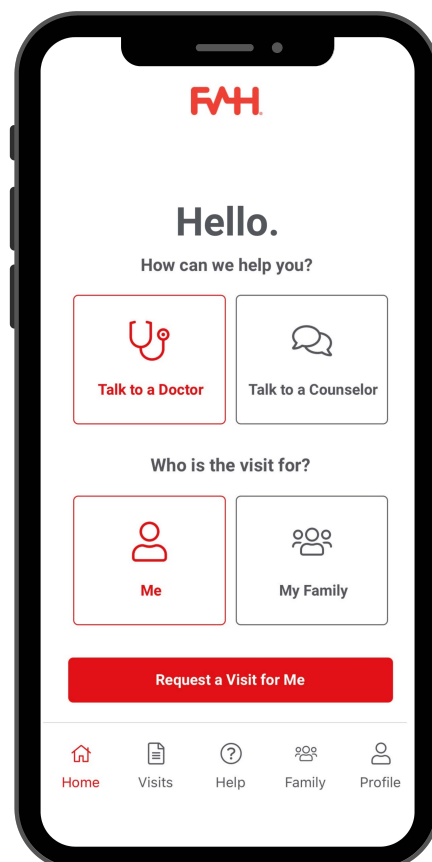 FAH
Hello.
How can we help you?
Talk to a Doctor
Talk to a Counselor
Who is the visit for?
Me
My Family
Request a Visit for Me
?
Home
Visits
Help
Family
Profile